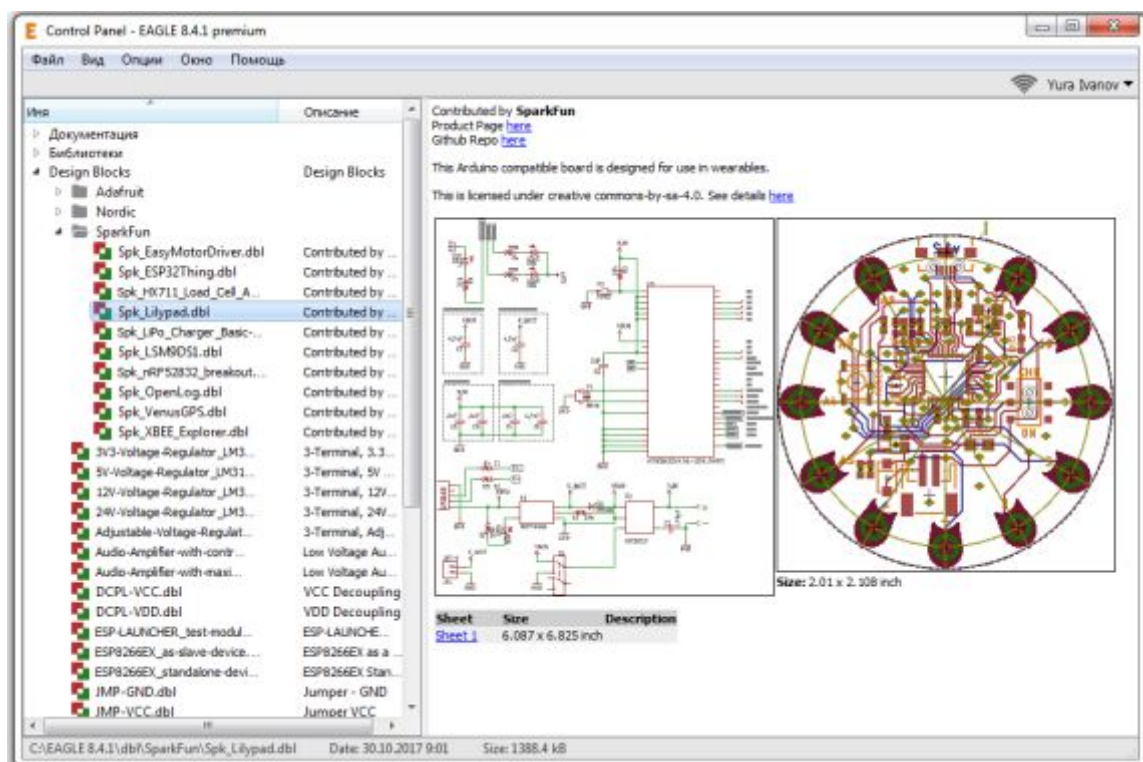 Control Panel - EAGLE 8.4.1 premium
Файл Вид Опции Окно Помощь
Yura Ivanov
Имя Описание
Документация
Библиотеки
Design Blocks Design Blocks
Adafruit
Nordic
SparkFun
Spk_EasyMotorDriver.dbl Contributed by ...
Spk_ESP32Thing.dbl Contributed by ...
Spk_HX711_Load_Cell_A... Contributed by ...
Spk_Lilypad.dbl Contributed by ...
Spk_LiPo_Charger_Basic-... Contributed by ...
Spk_LSM9DS1.dbl Contributed by ...
Spk_nRF52832_breakout.... Contributed by ...
Spk_OpenLog.dbl Contributed by ...
Spk_VenusGPS.dbl Contributed by ...
Spk_XBEE_Explorer.dbl Contributed by ...
3V3-Voltage-Regulator_LM3... 3-Terminal, 3.3...
5V-Voltage-Regulator_LM31... 3-Terminal, 5V ...
12V-Voltage-Regulator_LM3... 3-Terminal, 12V...
24V-Voltage-Regulator_LM3... 3-Terminal, 24V...
Adjustable-Voltage-Regulat... 3-Terminal, Adj...
Audio-Amplifier-with-contr... Low Voltage Au...
Audio-Amplifier-with-maxi... Low Voltage Au...
DCPL-VCC.dbl VCC Decoupling
DCPL-VDD.dbl VDD Decoupling
ESP-LAUNCHER_test-modul... ESP-LAUNCHE...
ESP8266EX_as-slave-device.... ESP8266EX as a ...
ESP8266EX_standalone-devi... ESP8266EX Stan...
JMP-GND.dbl Jumper - GND
JMP-VCC.dbl Jumper VCC
Contributed by SparkFun
Product Page here
Github Repo here
This Arduino compatible board is designed for use in wearables.
This is licensed under creative commons-by-sa-4.0. See details here
Size: 2.01 x 2.108 inch
Sheet Size Description
Sheet 1 6.087 x 6.825 inch
C:\EAGLE 8.4.1\dbl\SparkFun\Spk_Lilypad.dbl Date: 30.10.2017 9:01 Size: 1388.4 kB